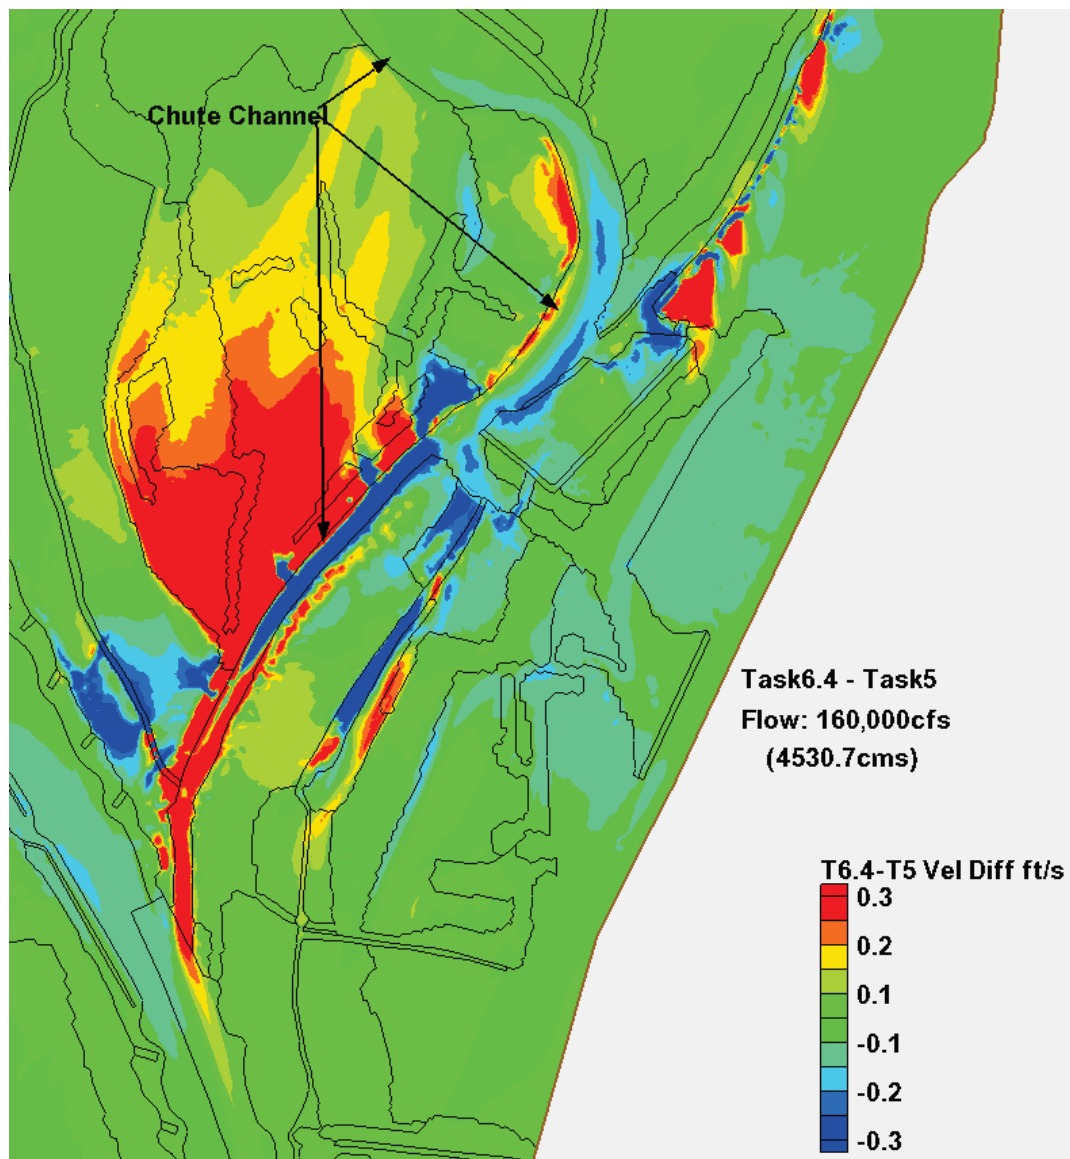 Chute Channel
Task6.4 - Task5
Flow: 160,000cfs
(4530.7cms)
T6.4-T5 Vel Diff ft/s
0.3
0.2
0.1
-0.1
-0.2
-0.3